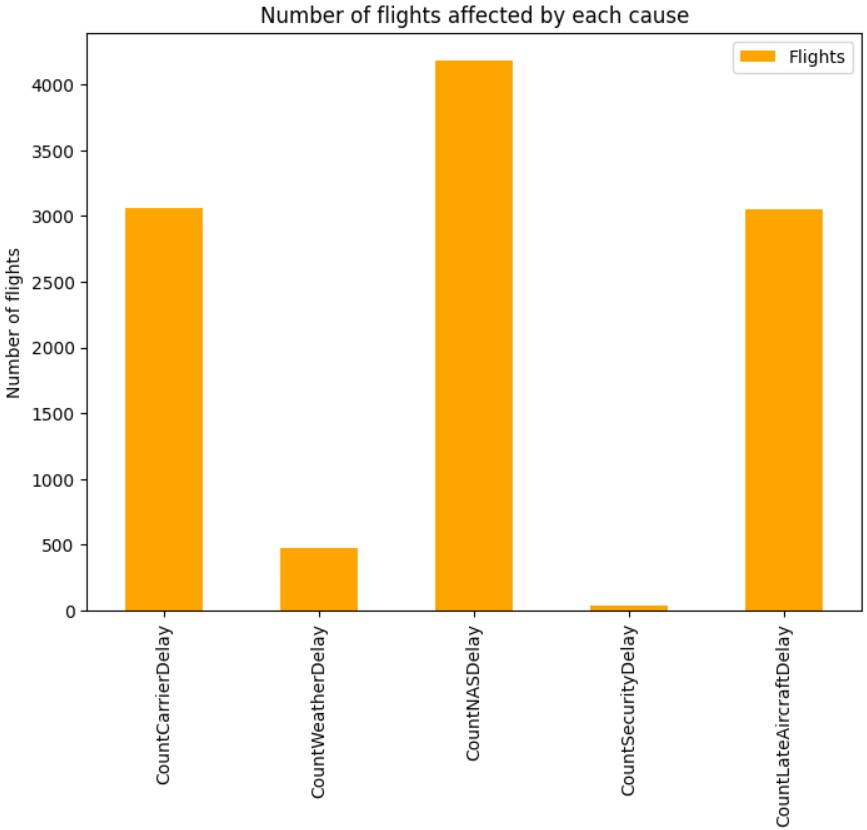 Number of flights affected by each cause
Flights
Number of flights
4000
3500
3000
2500
2000
1500
1000
500
0
CountCarrierDelay
CountWeatherDelay
CountNASDelay
CountSecurityDelay
CountLateAircraftDelay